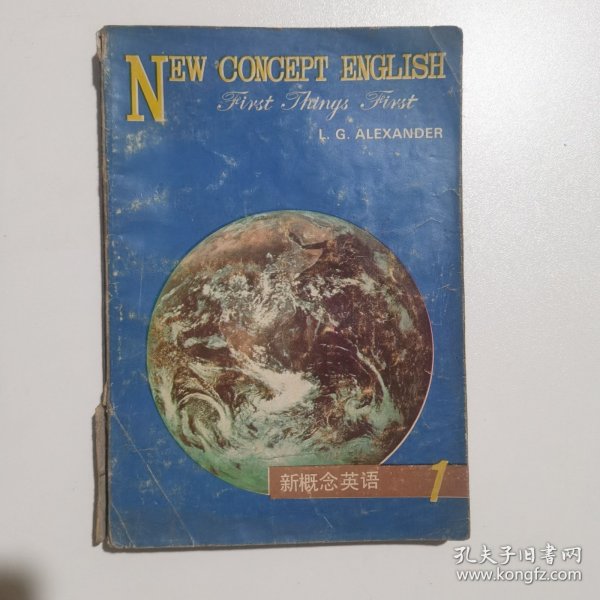 NEW CONCEPT ENGLISH
First Things First
L. G. ALEXANDER
新概念英语 1
孔夫子旧书网
www.kongfz.com